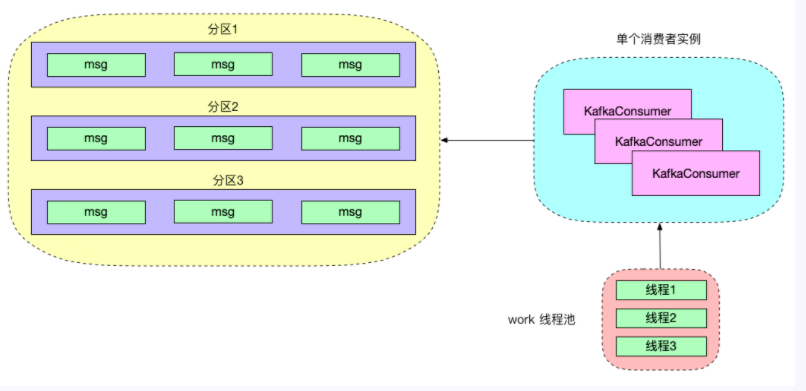 分区1
msg msg msg
分区2
msg msg msg
分区3
msg msg msg
单个消费者实例
KafkaConsumer
KafkaConsumer
KafkaConsumer
work 线程池
线程1
线程2
线程3